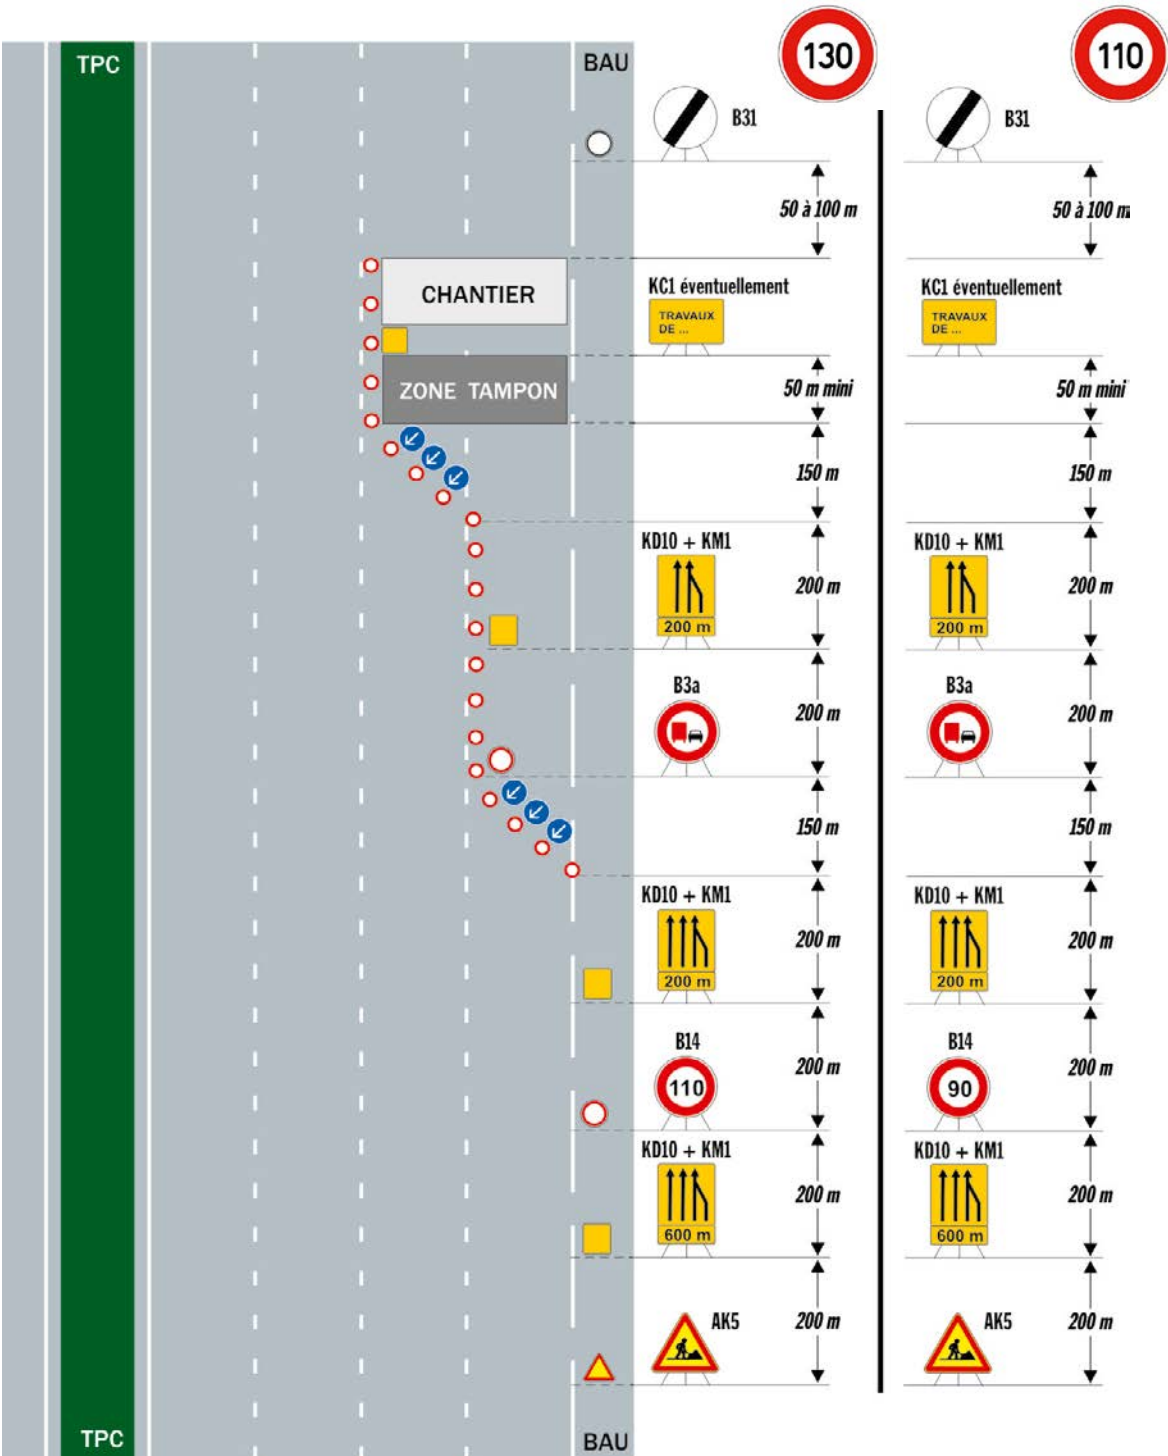 130
110
TPC
BAU
B31
B31
50 à 100 m
50 à 100 m
CHANTIER
KC1 éventuellement
KC1 éventuellement
TRAVAUX
DE ...
TRAVAUX
DE ...
ZONE TAMPON
50 m mini
50 m mini
150 m
150 m
KD10 + KM1
KD10 + KM1
200 m
200 m
200 m
200 m
B3a
B3a
200 m
200 m
150 m
150 m
KD10 + KM1
KD10 + KM1
200 m
200 m
200 m
200 m
B14
B14
110
200 m
90
200 m
KD10 + KM1
KD10 + KM1
200 m
200 m
600 m
600 m
AK5
200 m
AK5
200 m
TPC
BAU